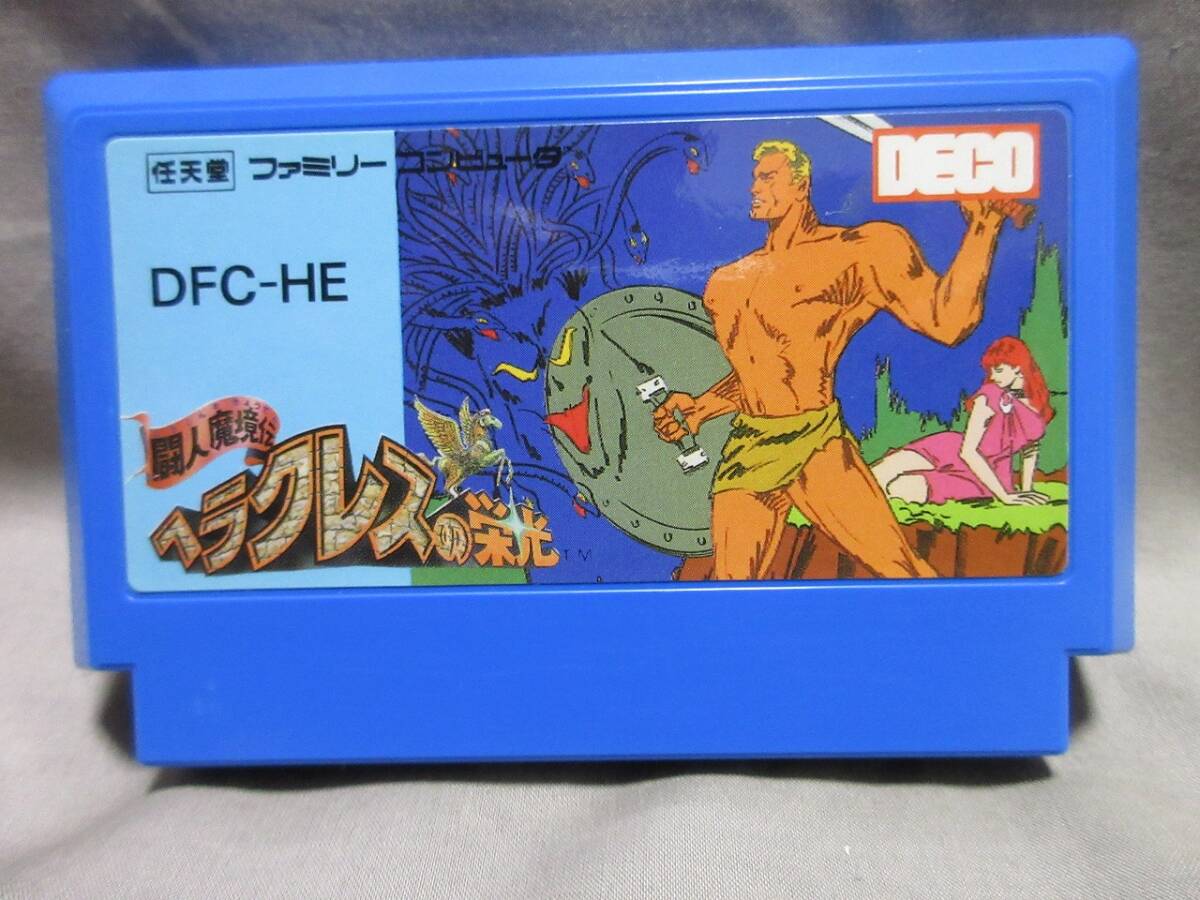 任天堂 ファミリーコンピュータ
DECO
DFC-HE
闘人魔境伝
ヘラクレスの栄光
TM